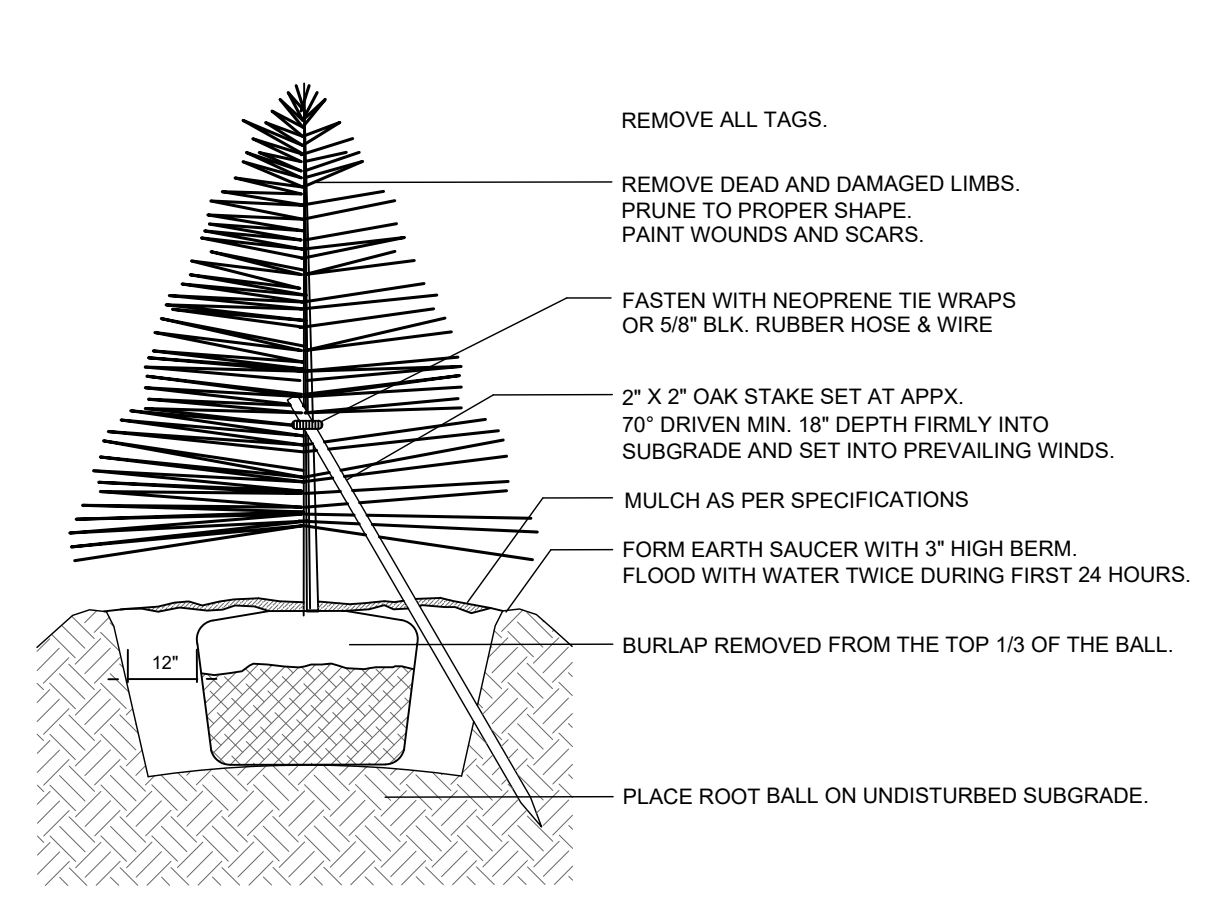 REMOVE ALL TAGS.
REMOVE DEAD AND DAMAGED LIMBS.
PRUNE TO PROPER SHAPE.
PAINT WOUNDS AND SCARS.
FASTEN WITH NEOPRENE TIE WRAPS
OR 5/8" BLK. RUBBER HOSE & WIRE
2" X 2" OAK STAKE SET AT APPX.
70° DRIVEN MIN. 18" DEPTH FIRMLY INTO
SUBGRADE AND SET INTO PREVAILING WINDS.
MULCH AS PER SPECIFICATIONS
FORM EARTH SAUCER WITH 3" HIGH BERM.
FLOOD WITH WATER TWICE DURING FIRST 24 HOURS.
BURLAP REMOVED FROM THE TOP 1/3 OF THE BALL.
12"
PLACE ROOT BALL ON UNDISTURBED SUBGRADE.